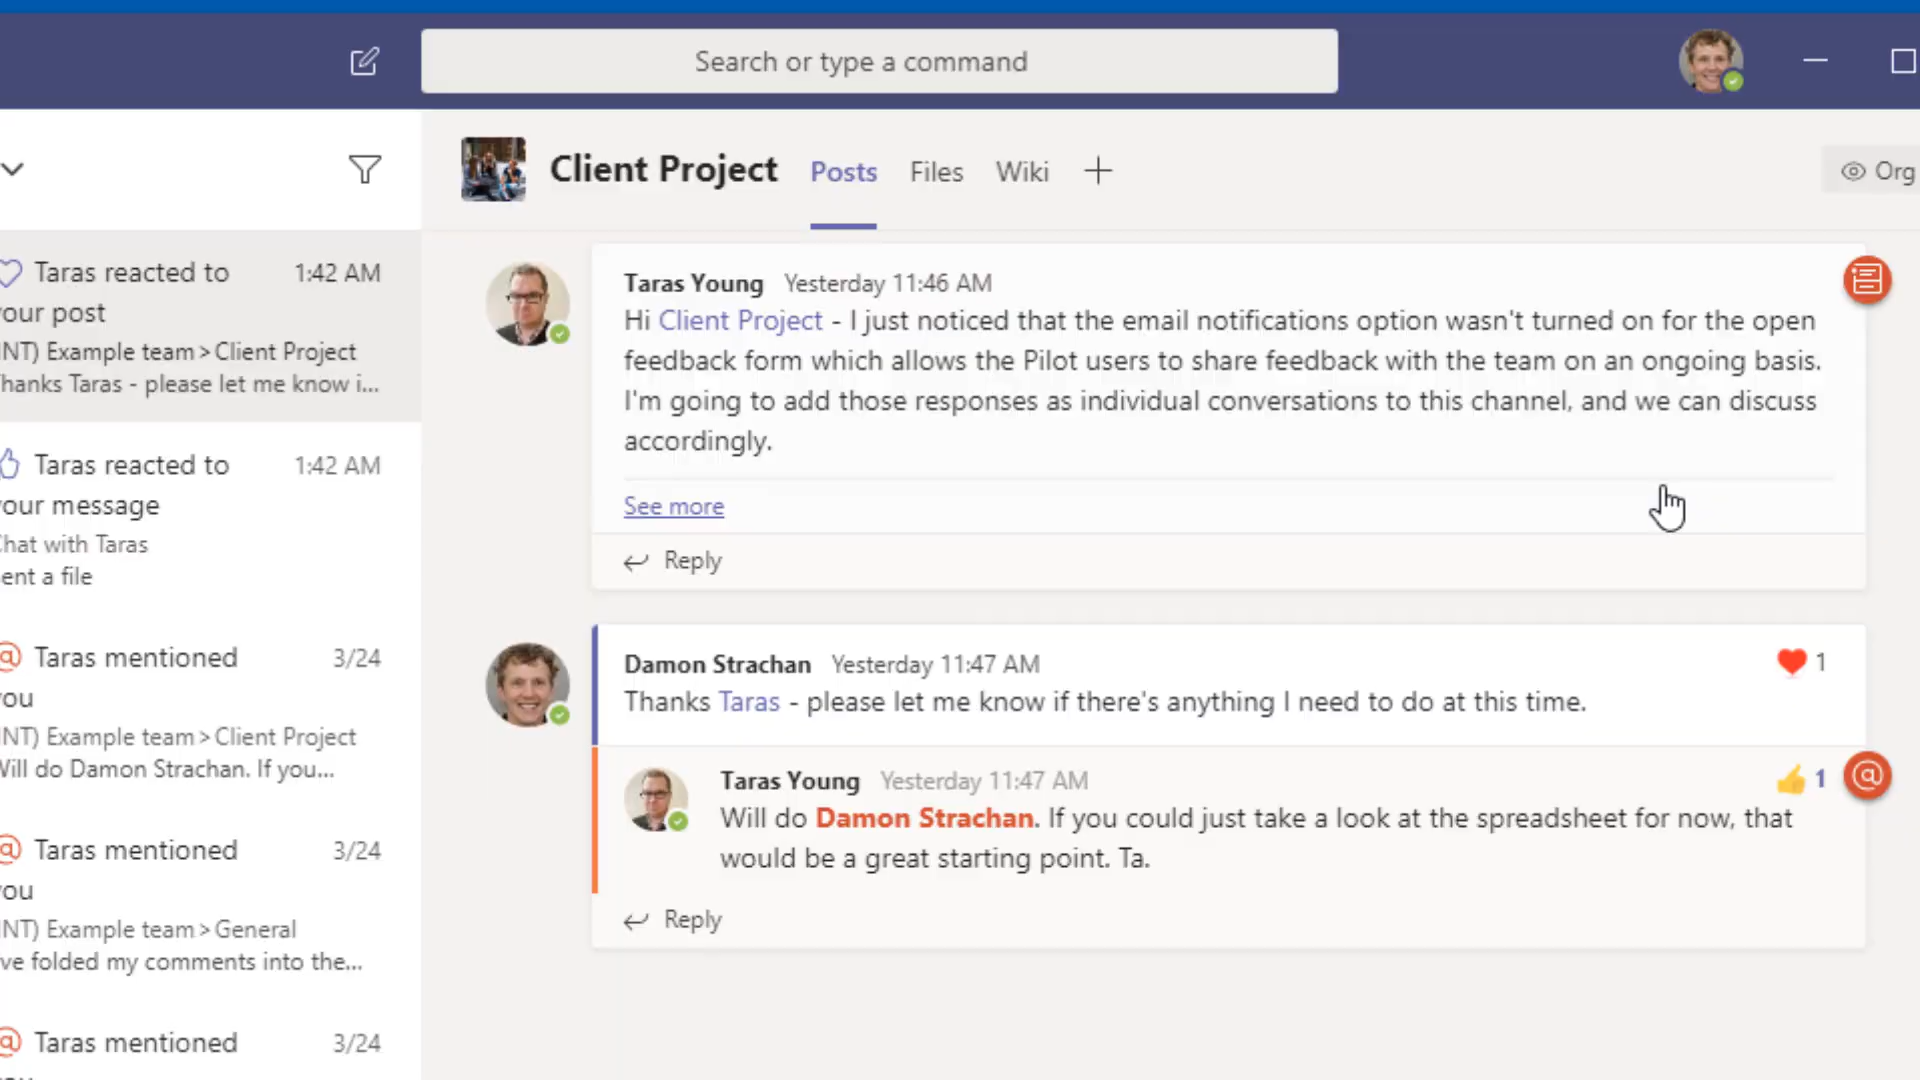 Search or type a command
Client Project
Posts
Files
Wiki
Org
Taras reacted to
1:42 AM
your post
NT) Example team > Client Project
hanks Taras - please let me know i...
Taras reacted to
1:42 AM
our message
Chat with Taras
ent a file
Taras mentioned
3/24
ou
NT) Example team > Client Project
Will do Damon Strachan. If you...
Taras mentioned
3/24
ou
NT) Example team > General
ve folded my comments into the...
Taras mentioned
3/24
Taras Young Yesterday 11:46 AM
Hi Client Project - I just noticed that the email notifications option wasn't turned on for the open
feedback form which allows the Pilot users to share feedback with the team on an ongoing basis.
I'm going to add those responses as individual conversations to this channel, and we can discuss
accordingly.
See more
Reply
Damon Strachan Yesterday 11:47 AM
1
Thanks Taras - please let me know if there's anything I need to do at this time.
Taras Young Yesterday 11:47 AM
1
Will do Damon Strachan. If you could just take a look at the spreadsheet for now, that
would be a great starting point. Ta.
Reply